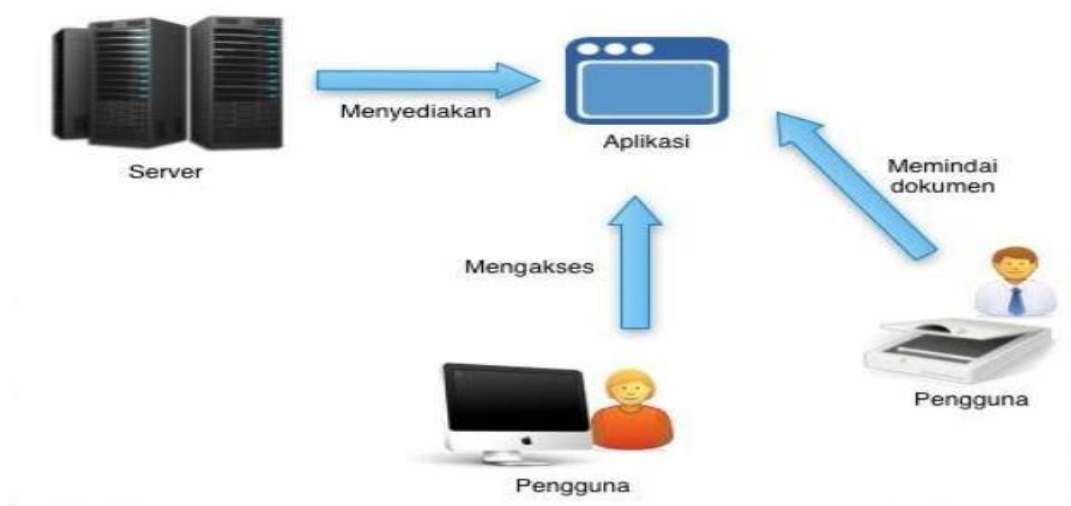 Menyediakan
Aplikasi
Server
Memindai
dokumen
Mengakses
Pengguna
Pengguna